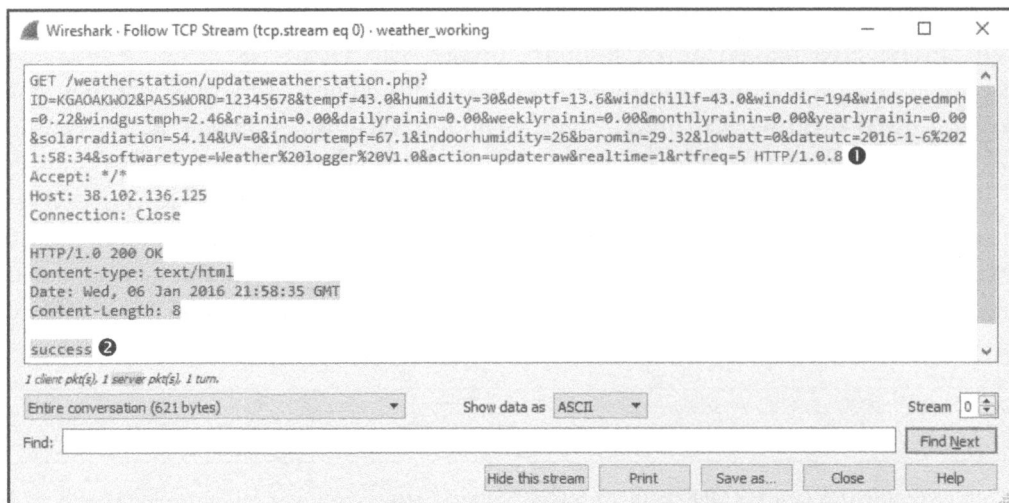 Wireshark · Follow TCP Stream (tcp.stream eq 0) · weather_working
GET /weatherstation/updateweatherstation.php?
ID=KGAOAKWO2&PASSWORD=12345678&tempf=43.0&humidity=30&dewptf=13.6&windchillf=43.0&winddir=194&windspeedmph
=0.22&windgustmph=2.46&rainin=0.00&dailyrainin=0.00&weeklyrainin=0.00&monthlyrainin=0.00&yearlyrainin=0.00
&solarradiation=54.14&UV=0&indoortempf=67.1&indoorhumidity=26&baromin=29.32&lowbatt=0&dateutc=2016-1-6%202
1:58:34&softwaretype=Weather%20logger%20V1.0&action=updateraw&realtime=1&rtfreq=5 HTTP/1.0.8 ❶
Accept: */*
Host: 38.102.136.125
Connection: Close
HTTP/1.0 200 OK
Content-type: text/html
Date: Wed, 06 Jan 2016 21:58:35 GMT
Content-Length: 8
success ❷
1 client pkt(s), 1 server pkt(s), 1 turn.
Entire conversation (621 bytes) Show data as ASCII Stream 0
Find: Find Next
Hide this stream Print Save as... Close Help